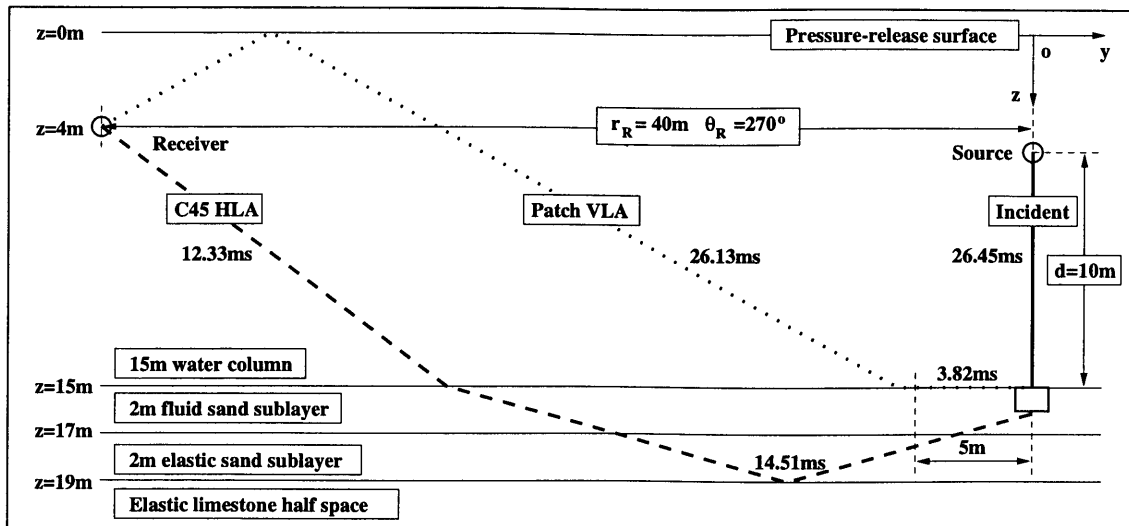 z=0m
Pressure-release surface
o
y
z
z=4m
r_R = 40m θ_R =270°
Receiver
Source
C45 HLA
Patch VLA
Incident
12.33ms
26.13ms
26.45ms
d=10m
15m water column
3.82ms
z=15m
2m fluid sand sublayer
z=17m
5m
2m elastic sand sublayer
14.51ms
z=19m
Elastic limestone half space